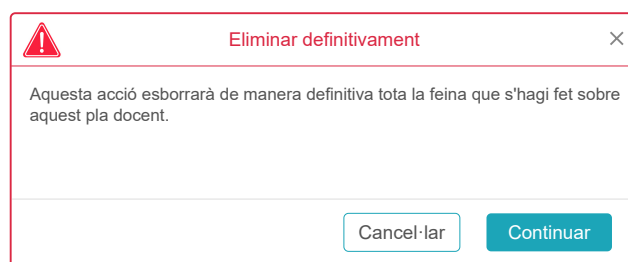 Eliminar definitivament
Aquesta acció esborrarà de manera definitiva tota la feina que s'hagi fet sobre
aquest pla docent.
Cancel·lar
Continuar